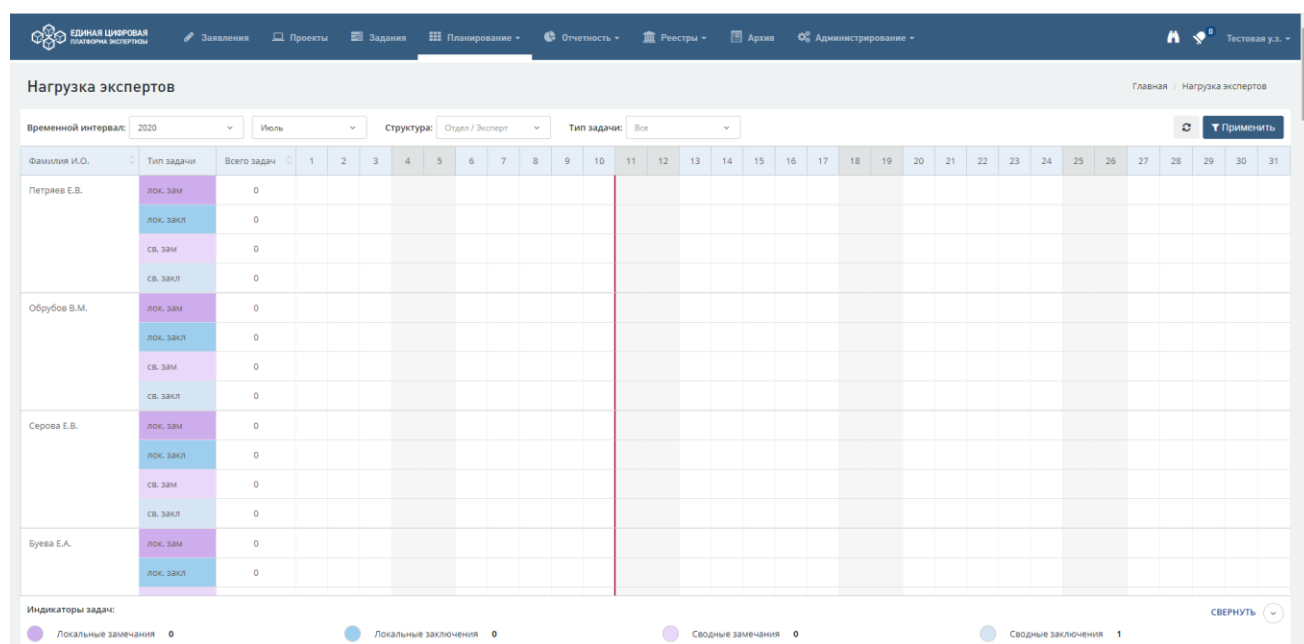 ЕДИНАЯ ЦИФРОВАЯ
ПЛАТФОРМА ЭКСПЕРТИЗЫ
Заявления Проекты Задания Планирование Отчетность Реестры Архив Администрирование 0 Тестовая у.з.
Нагрузка экспертов Главная / Нагрузка экспертов
Временной интервал: 2020 Июль Структура: Отдел / Эксперт Тип задачи: Все Применить
Фамилия И.О. Тип задачи Всего задач 1 2 3 4 5 6 7 8 9 10 11 12 13 14 15 16 17 18 19 20 21 22 23 24 25 26 27 28 29 30 31
Петряев Е.В. лок. зам 0
лок. закл 0
св. зам 0
св. закл 0
Обрубов В.М. лок. зам 0
лок. закл 0
св. зам 0
св. закл 0
Серова Е.В. лок. зам 0
лок. закл 0
св. зам 0
св. закл 0
Буева Е.А. лок. зам 0
лок. закл 0
Индикаторы задач: СВЕРНУТЬ
Локальные замечания 0 Локальные заключения 0 Сводные замечания 0 Сводные заключения 1